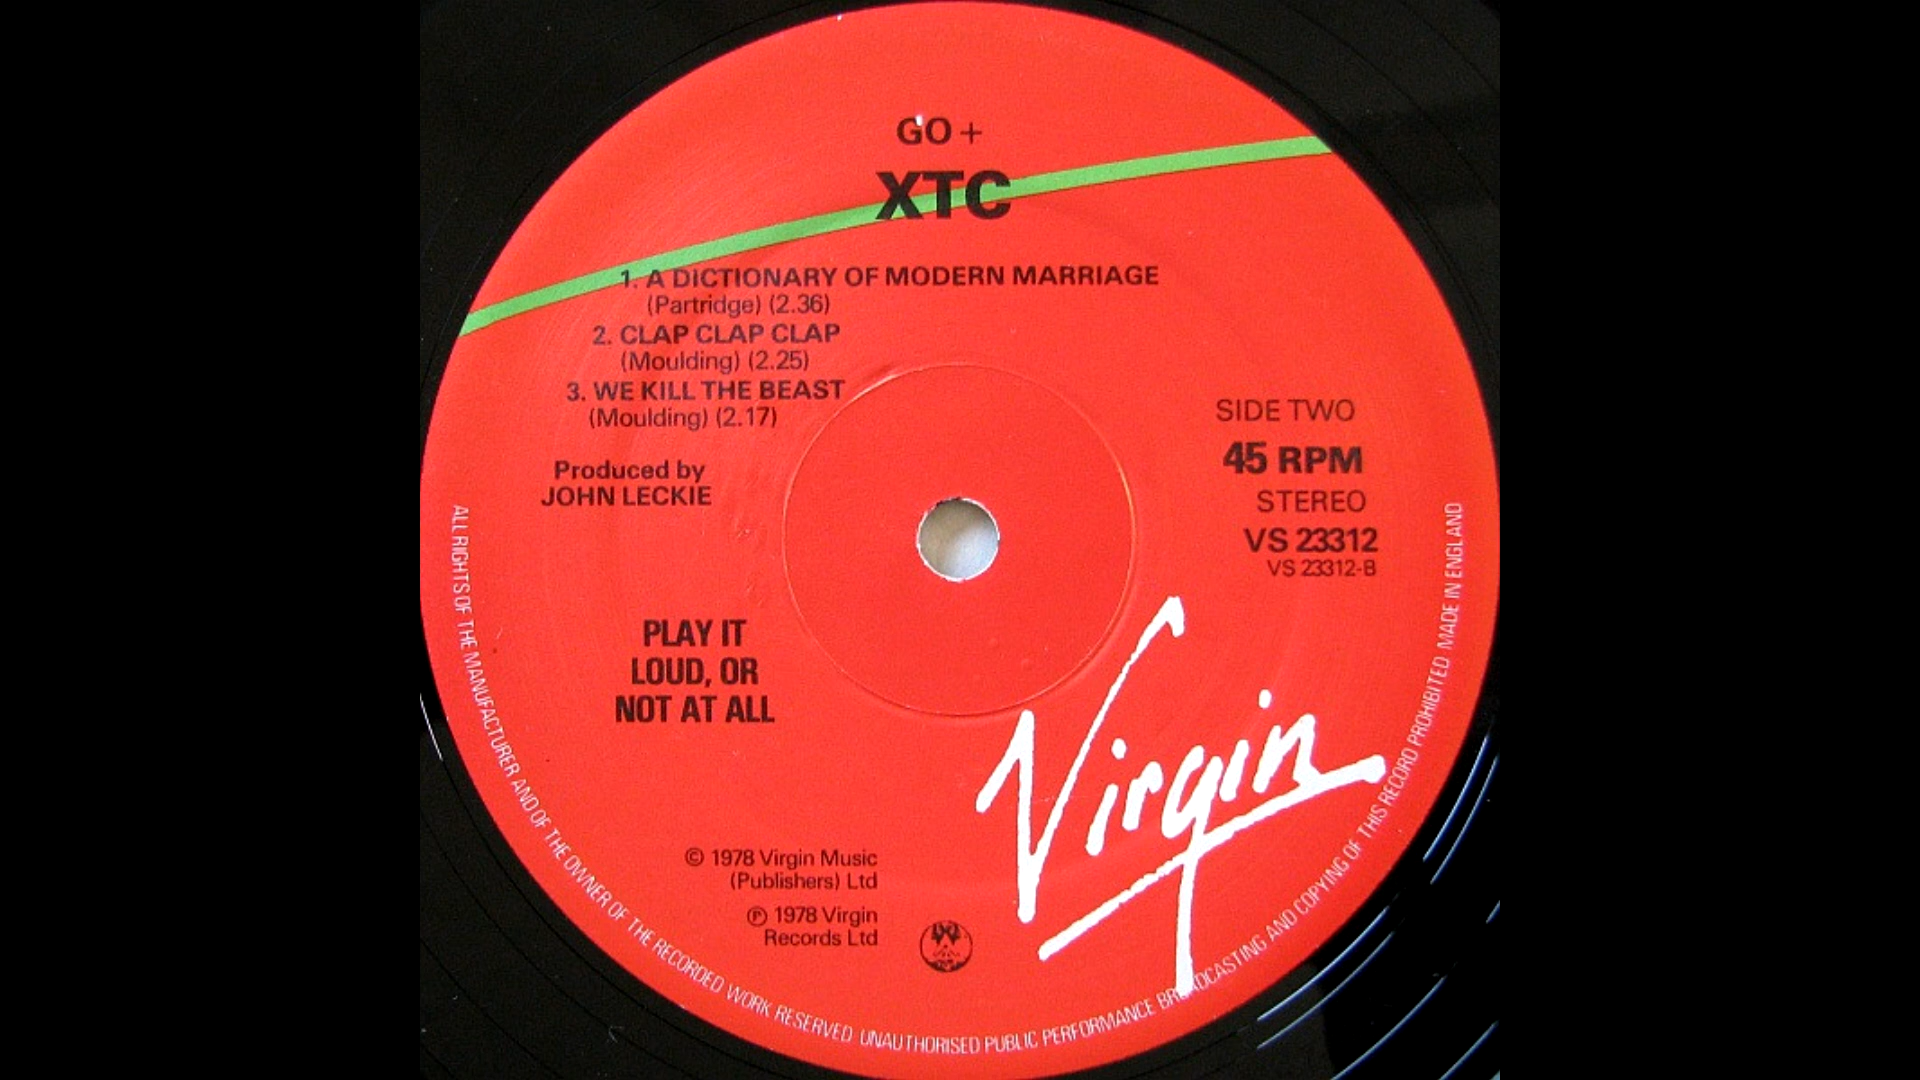 GO +
XTC
1. A DICTIONARY OF MODERN MARRIAGE
(Partridge) (2.36)
2. CLAP CLAP CLAP
(Moulding) (2.25)
3. WE KILL THE BEAST
(Moulding) (2.17)
Produced by
JOHN LECKIE
SIDE TWO
45 RPM
STEREO
VS 23312
VS 23312-B
PLAY IT
LOUD, OR
NOT AT ALL
Virgin
© 1978 Virgin Music
(Publishers) Ltd
℗ 1978 Virgin
Records Ltd
ALL RIGHTS OF THE MANUFACTURER AND OF THE OWNER OF THE RECORDED WORK RESERVED UNAUTHORISED PUBLIC PERFORMANCE BROADCASTING AND COPYING OF THIS RECORD PROHIBITED MADE IN ENGLAND